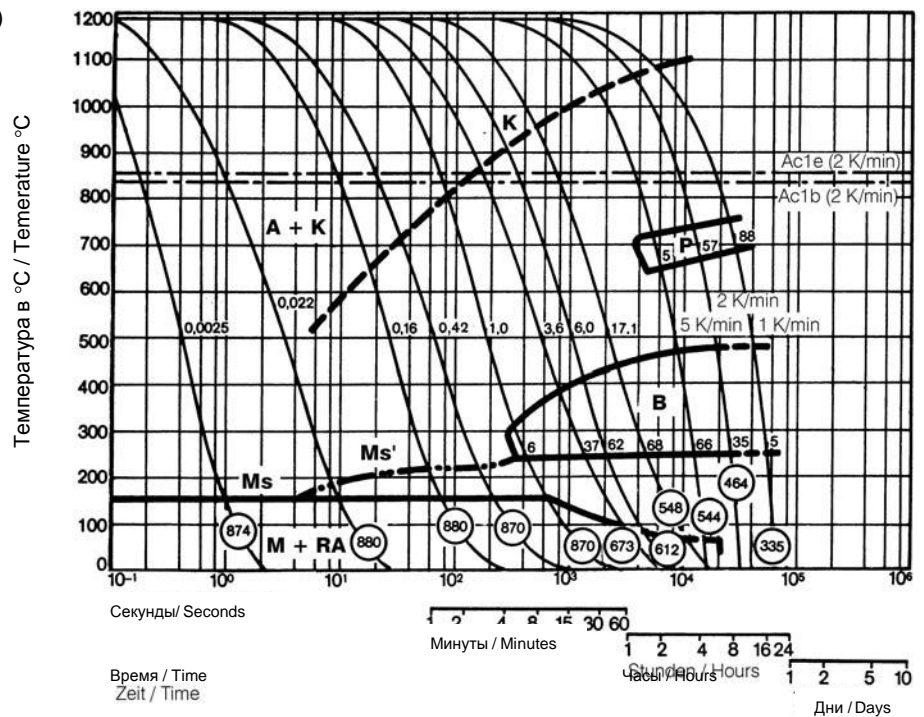 )
Температура в °C / Temerature °C
1200
1100
1000
900
800
700
600
500
400
300
200
100
0
K
A + K
Ac1e (2 K/min)
Ac1b (2 K/min)
P
5 57 88
2 K/min
5 K/min 1 K/min
0,0025 0,022 0,16 0,42 1,0 3,6 6,0 17,1
B
6 37 62 68 66 35 5
Ms Ms'
M + RA
874 880 880 870 870 673 612 548 544 464 335
10⁻¹ 10⁰ 10¹ 10² 10³ 10⁴ 10⁵ 10⁶
Секунды/ Seconds
1 2 4 8 15 30 60
Минуты / Minutes
1 2 4 8 16 24
Часы / Hours
Stunden / Hours
Время / Time
Zeit / Time
1 2 5 10
Дни / Days